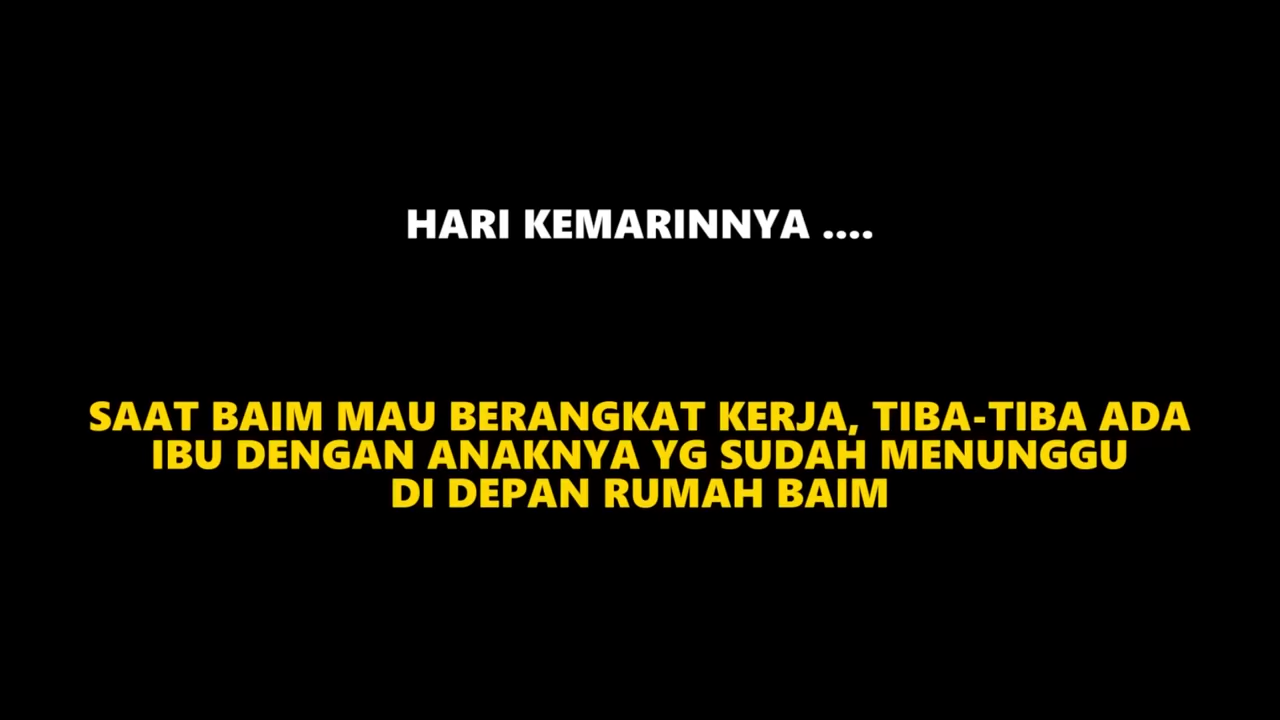 HARI KEMARINNYA ....
SAAT BAIM MAU BERANGKAT KERJA, TIBA-TIBA ADA
IBU DENGAN ANAKNYA YG SUDAH MENUNGGU
DI DEPAN RUMAH BAIM